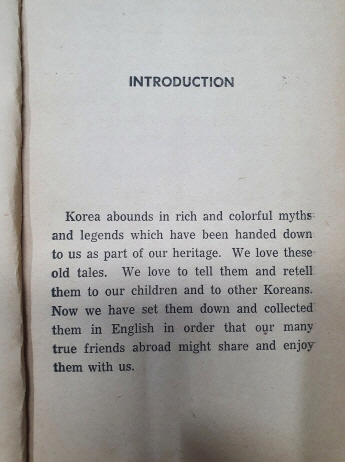 INTRODUCTION
Korea abounds in rich and colorful myths
and legends which have been handed down
to us as part of our heritage. We love these
old tales. We love to tell them and retell
them to our children and to other Koreans.
Now we have set them down and collected
them in English in order that our many
true friends abroad might share and enjoy
them with us.